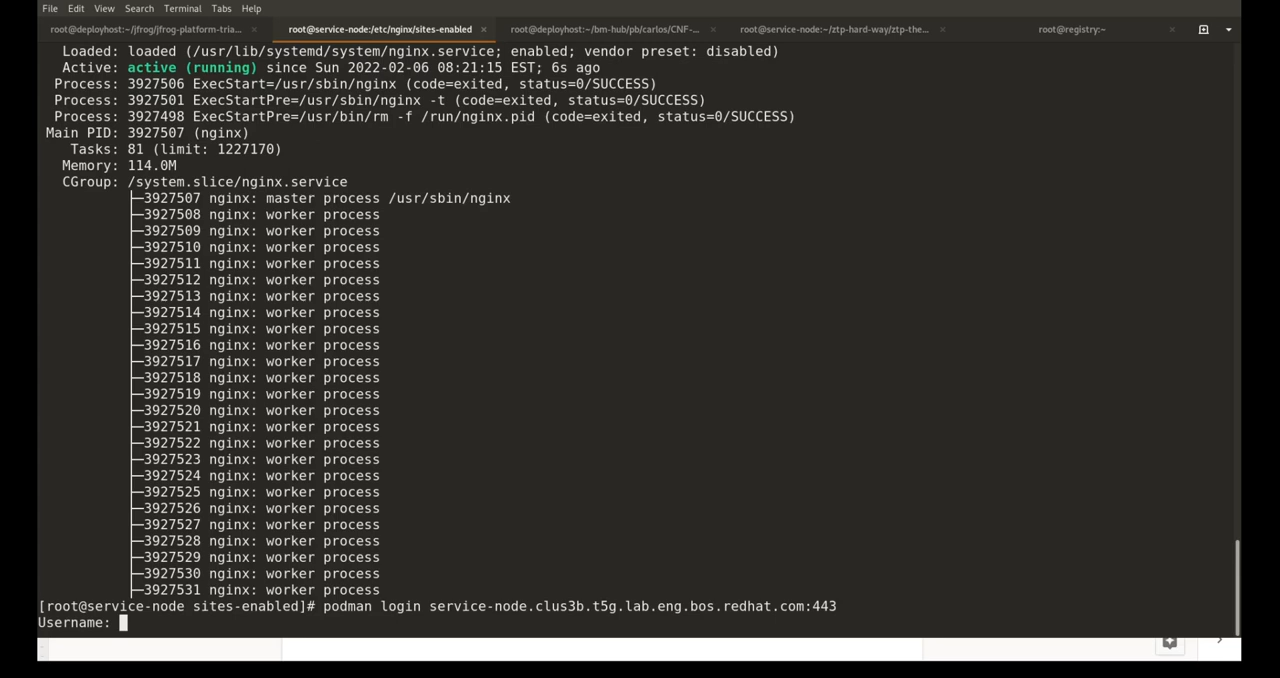 File Edit View Search Terminal Tabs Help
root@deployhost:~/jfrog/jfrog-platform-tria... × root@service-node:/etc/nginx/sites-enabled × root@deployhost:~/bm-hub/pb/carlos/CNF-... × root@service-node:~/ztp-hard-way/ztp-the... × root@registry:~ ×
Loaded: loaded (/usr/lib/systemd/system/nginx.service; enabled; vendor preset: disabled)
Active: active (running) since Sun 2022-02-06 08:21:15 EST; 6s ago
Process: 3927506 ExecStart=/usr/sbin/nginx (code=exited, status=0/SUCCESS)
Process: 3927501 ExecStartPre=/usr/sbin/nginx -t (code=exited, status=0/SUCCESS)
Process: 3927498 ExecStartPre=/usr/bin/rm -f /run/nginx.pid (code=exited, status=0/SUCCESS)
Main PID: 3927507 (nginx)
Tasks: 81 (limit: 1227170)
Memory: 114.0M
CGroup: /system.slice/nginx.service
├─3927507 nginx: master process /usr/sbin/nginx
├─3927508 nginx: worker process
├─3927509 nginx: worker process
├─3927510 nginx: worker process
├─3927511 nginx: worker process
├─3927512 nginx: worker process
├─3927513 nginx: worker process
├─3927514 nginx: worker process
├─3927515 nginx: worker process
├─3927516 nginx: worker process
├─3927517 nginx: worker process
├─3927518 nginx: worker process
├─3927519 nginx: worker process
├─3927520 nginx: worker process
├─3927521 nginx: worker process
├─3927522 nginx: worker process
├─3927523 nginx: worker process
├─3927524 nginx: worker process
├─3927525 nginx: worker process
├─3927526 nginx: worker process
├─3927527 nginx: worker process
├─3927528 nginx: worker process
├─3927529 nginx: worker process
├─3927530 nginx: worker process
├─3927531 nginx: worker process
[root@service-node sites-enabled]# podman login service-node.clus3b.t5g.lab.eng.bos.redhat.com:443
Username: